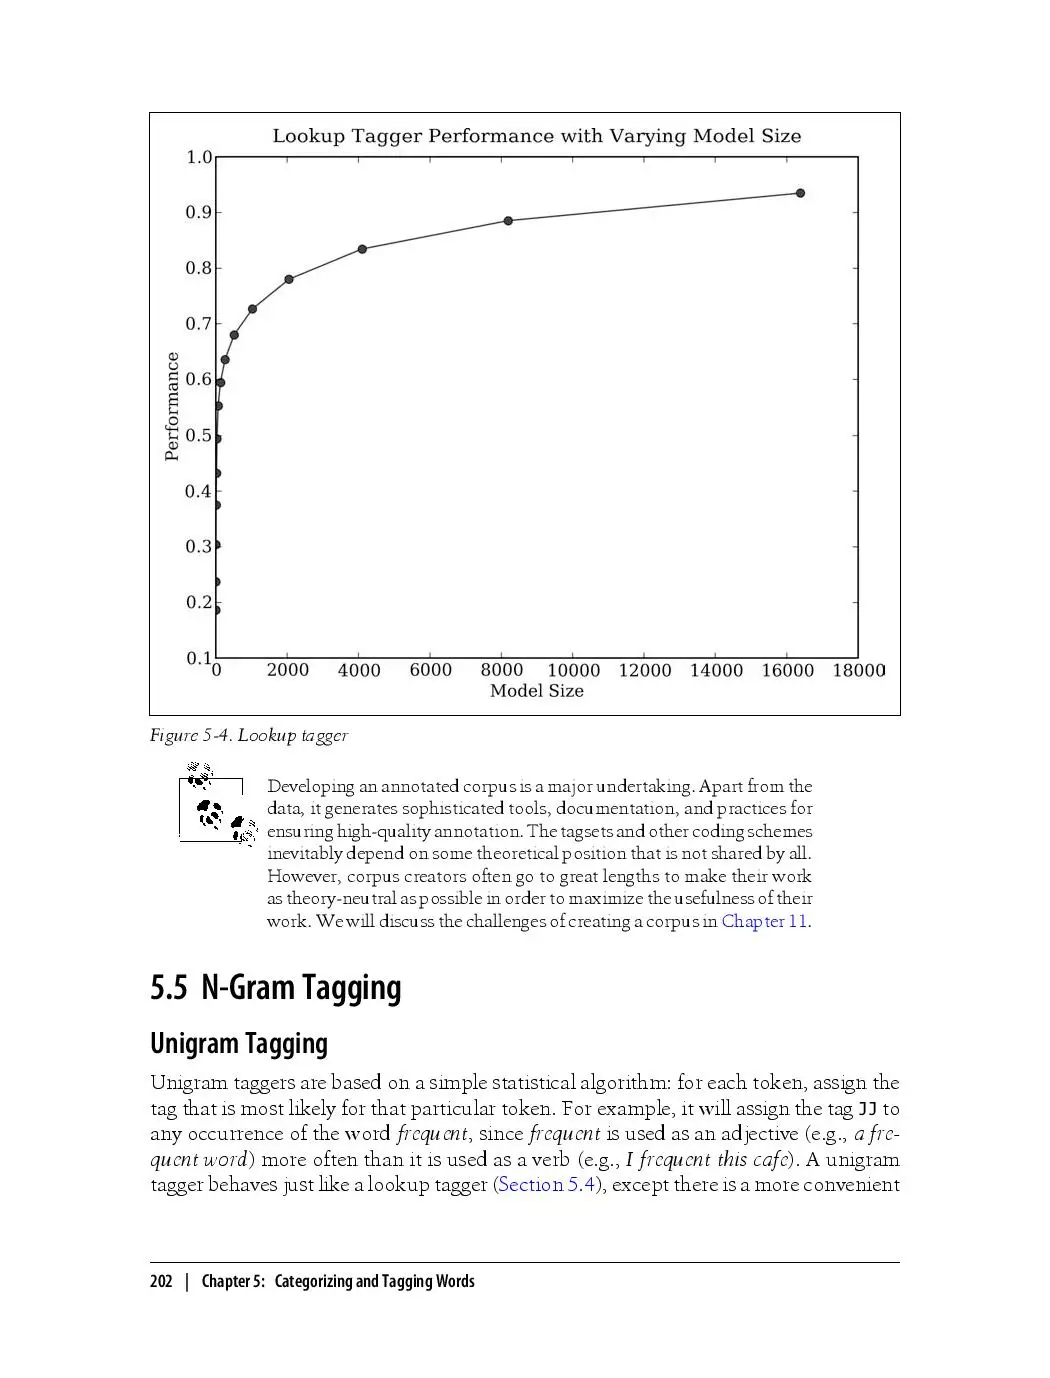 Lookup Tagger Performance with Varying Model Size
1.0
0.9
0.8
0.7
0.6
0.5
0.4
0.3
0.2
0.1
Performance
0 2000 4000 6000 8000 10000 12000 14000 16000 18000
Model Size
Figure 5-4. Lookup tagger
Developing an annotated corpus is a major undertaking. Apart from the
data, it generates sophisticated tools, documentation, and practices for
ensuring high-quality annotation. The tagsets and other coding schemes
inevitably depend on some theoretical position that is not shared by all.
However, corpus creators often go to great lengths to make their work
as theory-neutral as possible in order to maximize the usefulness of their
work. We will discuss the challenges of creating a corpus in Chapter 11.
5.5 N-Gram Tagging
Unigram Tagging
Unigram taggers are based on a simple statistical algorithm: for each token, assign the
tag that is most likely for that particular token. For example, it will assign the tag JJ to
any occurrence of the word frequent, since frequent is used as an adjective (e.g., a fre-
quent word) more often than it is used as a verb (e.g., I frequent this cafe). A unigram
tagger behaves just like a lookup tagger (Section 5.4), except there is a more convenient
202 | Chapter 5: Categorizing and Tagging Words